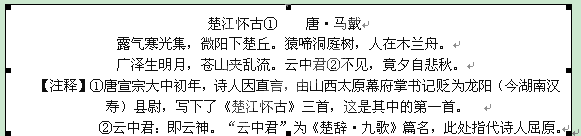 楚江怀古① 唐·马戴
露气寒光集，微阳下楚丘。猿啼洞庭树，人在木兰舟。
广泽生明月，苍山夹乱流。云中君②不见，竟夕自悲秋。
【注释】①唐宣宗大中初年，诗人因直言，由山西太原幕府掌书记贬为龙阳（今湖南汉
寿）县尉，写下了《楚江怀古》三首，这是其中的第一首。
②云中君：即云神。“云中君”为《楚辞·九歌》篇名，此处指代诗人屈原。